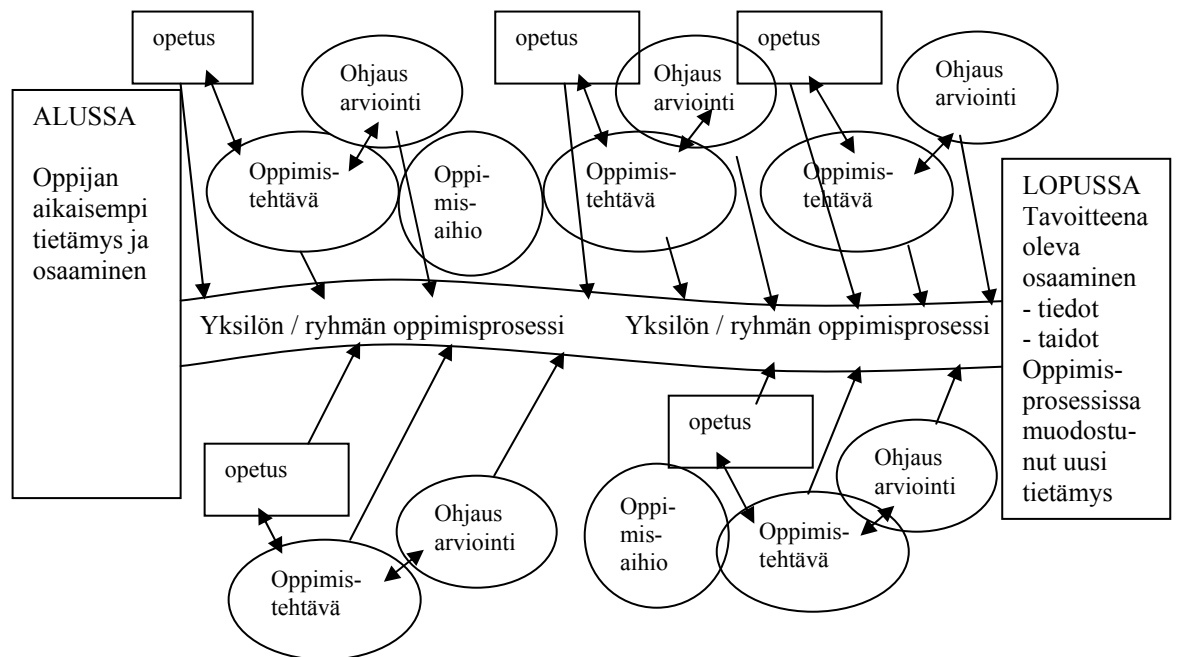 opetus
Ohjaus
arviointi
Oppimis-
tehtävä
Oppi-
mis-
aihio
opetus
Ohjaus
arviointi
Oppimis-
tehtävä
opetus
Ohjaus
arviointi
Oppimis-
tehtävä
ALUSSA
Oppijan
aikaisempi
tietämys ja
osaaminen
Yksilön / ryhmän oppimisprosessi
Yksilön / ryhmän oppimisprosessi
LOPUSSA
Tavoitteena
oleva
osaaminen
- tiedot
- taidot
Oppimis-
prosessissa
muodostu-
nut uusi
tietämys
opetus
Oppimis-
tehtävä
Ohjaus
arviointi
opetus
Oppi-
mis-
aihio
Oppimis-
tehtävä
Ohjaus
arviointi